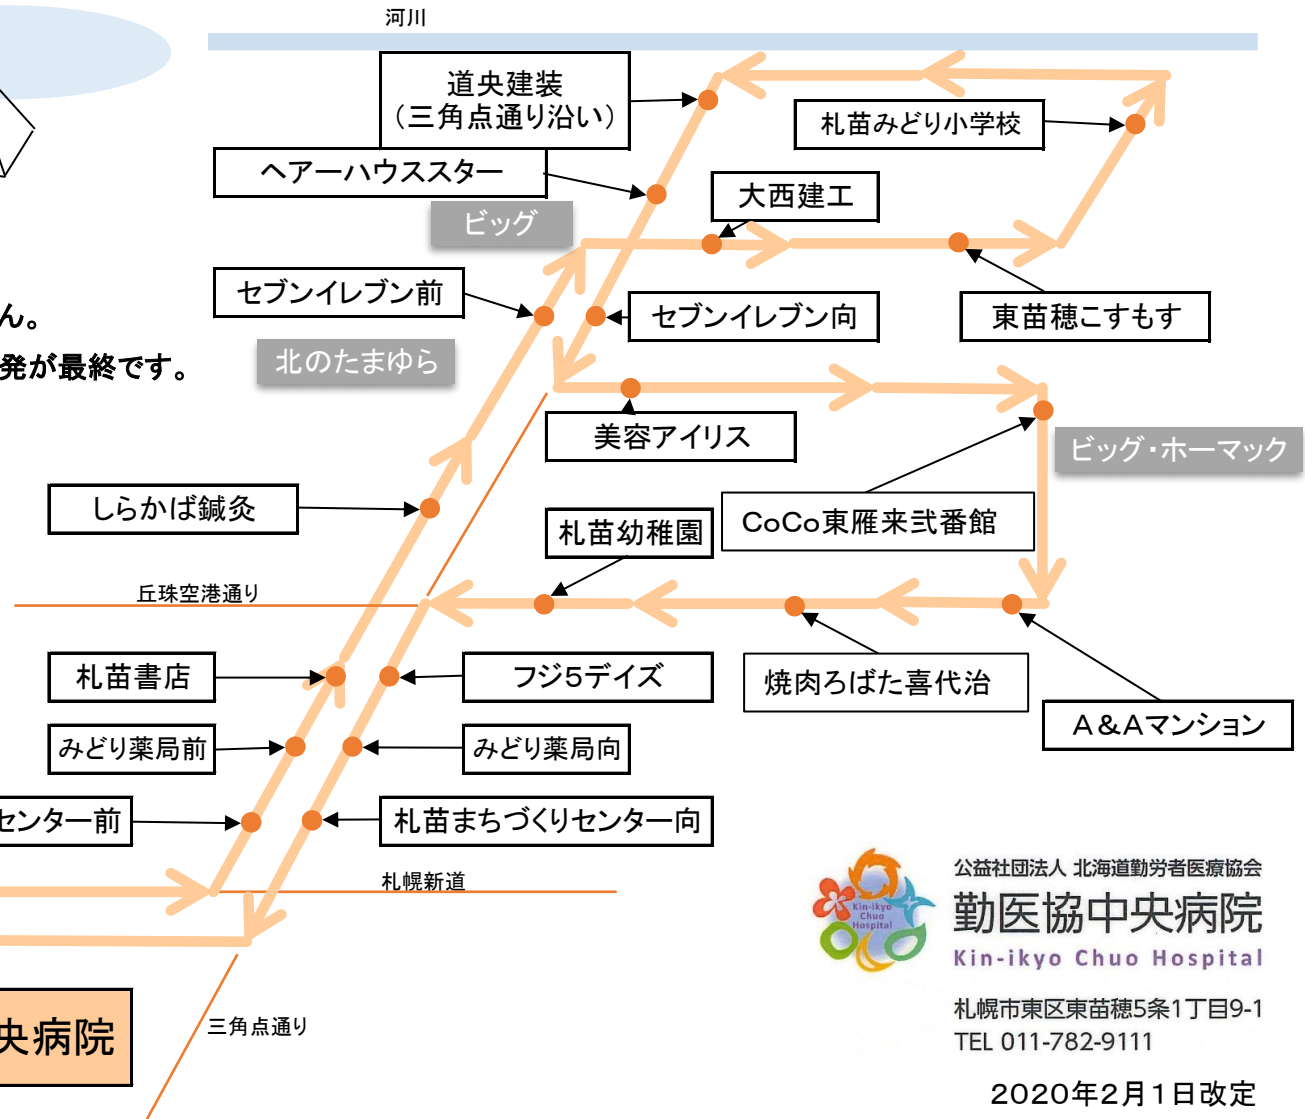 河川
道央建装
（三角点通り沿い）
札苗みどり小学校
ヘアーハウススター
大西建工
ビッグ
セブンイレブン前
セブンイレブン向
東苗穂こすもす
ん。
発が最終です。
北のたまゆら
美容アイリス
ビッグ・ホーマック
しらかば鍼灸
札苗幼稚園
CoCo東雁来弐番館
丘珠空港通り
札苗書店
フジ5デイズ
焼肉ろばた喜代治
A&Aマンション
みどり薬局前
みどり薬局向
センター前
札苗まちづくりセンター向
札幌新道
公益社団法人 北海道勤労者医療協会
Kin-ikyo
Chuo
Hospital
勤医協中央病院
Kin-ikyo Chuo Hospital
札幌市東区東苗穂5条1丁目9-1
央病院
三角点通り
TEL 011-782-9111
2020年2月1日改定